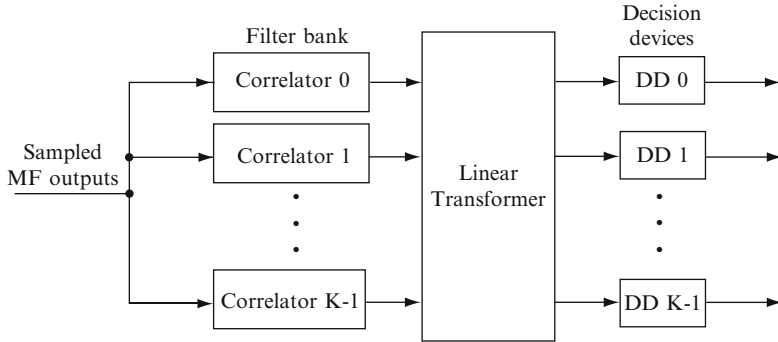 Filter bank
Decision
devices
Correlator 0
DD 0
Sampled
MF outputs
Correlator 1
Linear
Transformer
DD 1
Correlator K-1
DD K-1